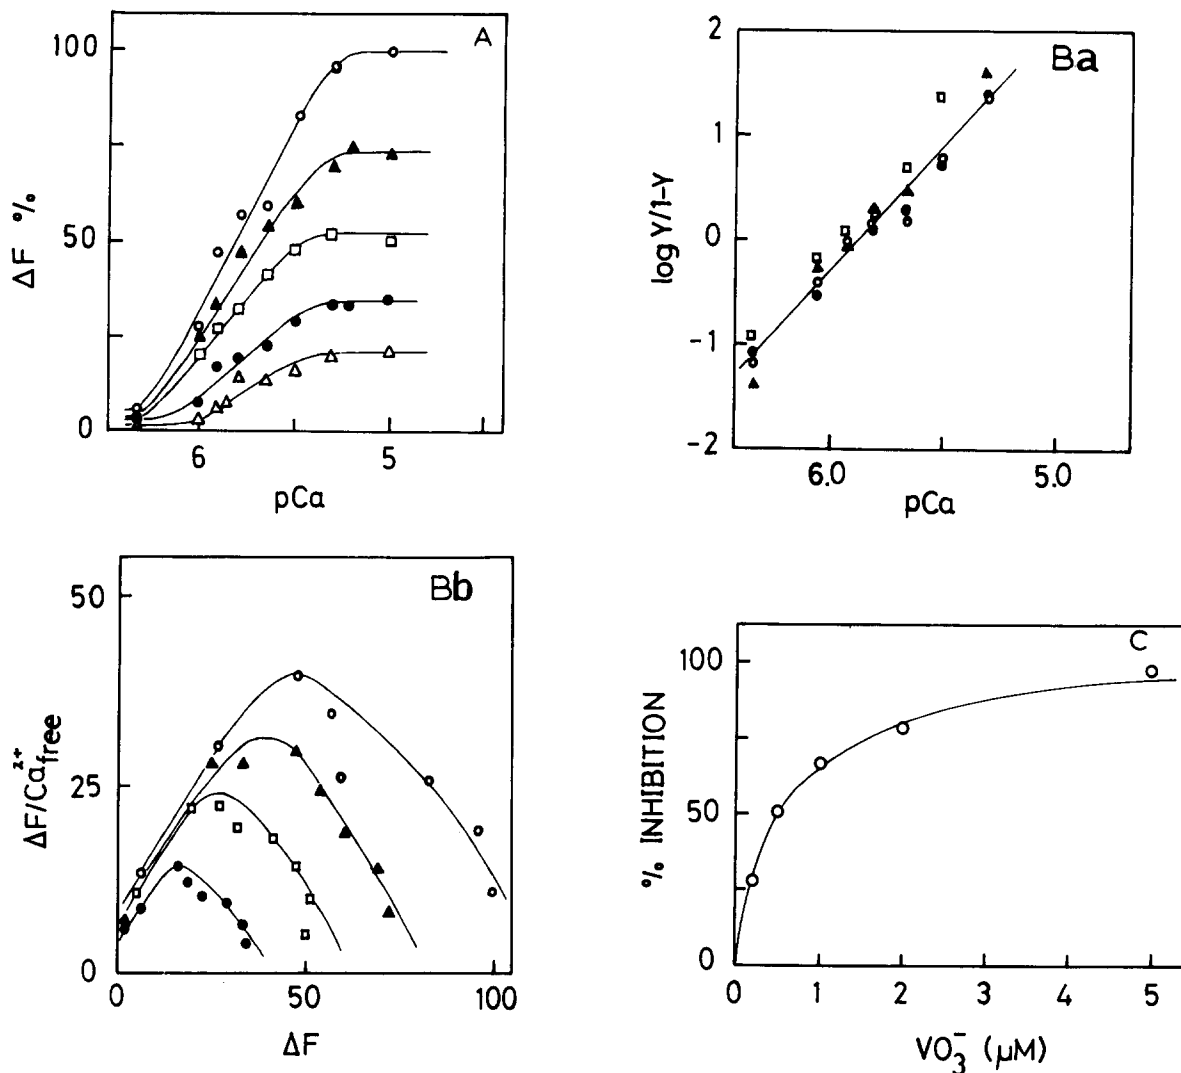 A
100
50
0
ΔF %
6
5
pCa
Ba
2
1
0
-1
-2
log Y/1-Y
6.0
5.0
pCa
Bb
50
25
0
ΔF/Ca²⁺free
0
50
100
ΔF
C
100
50
0
% INHIBITION
0
1
2
3
4
5
VO₃⁻ (μM)